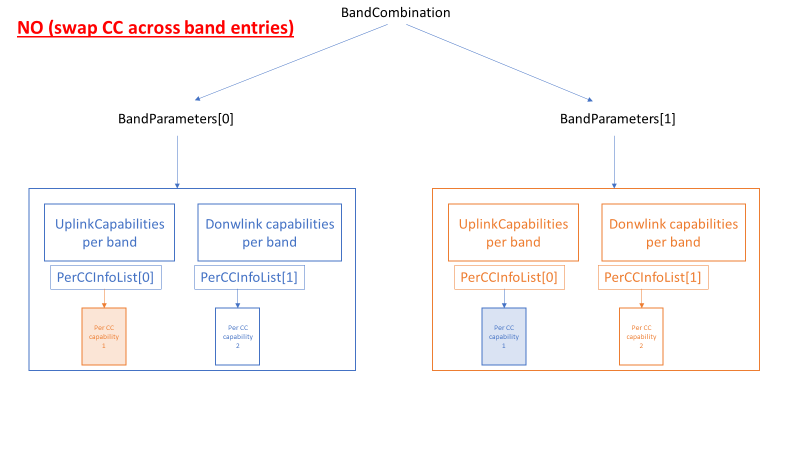 BandCombination
NO (swap CC across band entries)
BandParameters[0]
BandParameters[1]
UplinkCapabilities
per band
Donwlink capabilities
per band
UplinkCapabilities
per band
Donwlink capabilities
per band
PerCCInfoList[0]
PerCCInfoList[1]
PerCCInfoList[0]
PerCCInfoList[1]
Per CC
capability
1
Per CC
capability
2
Per CC
capability
1
Per CC
capability
2